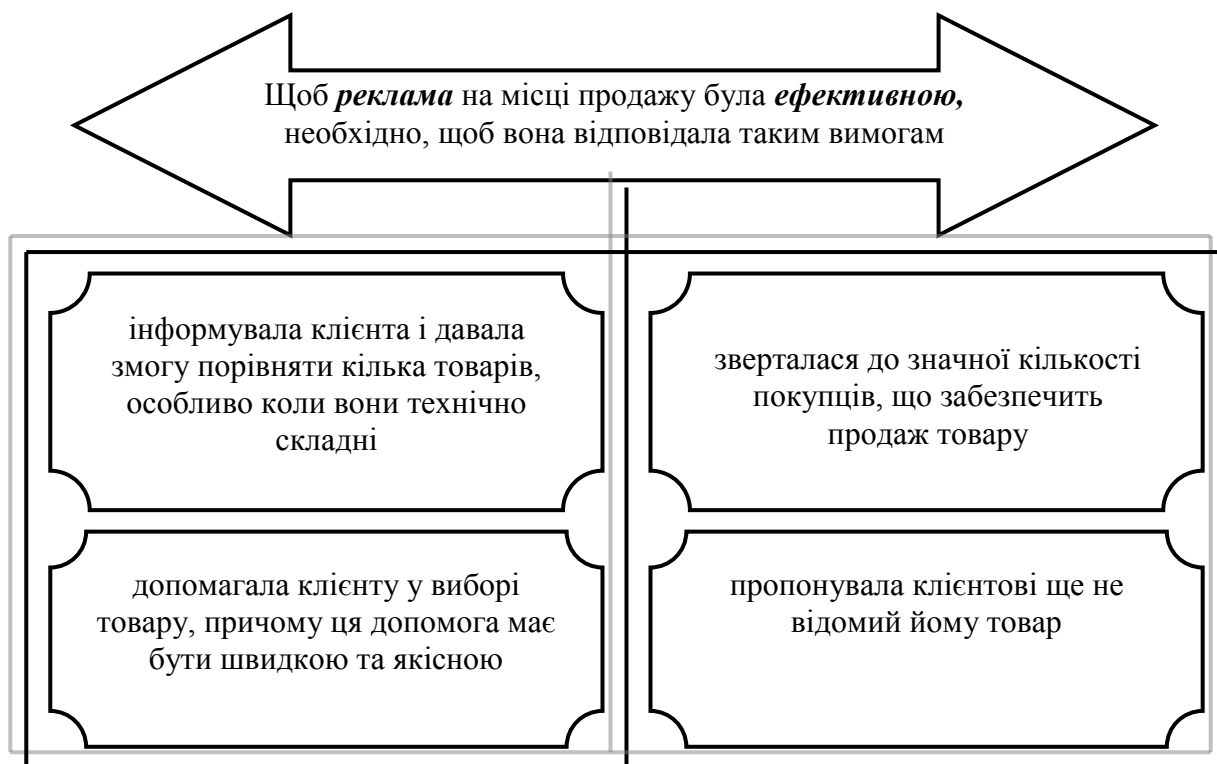 Щоб реклама на місці продажу була ефективною,
необхідно, щоб вона відповідала таким вимогам
інформувала клієнта і давала
змогу порівняти кілька товарів,
особливо коли вони технічно
складні
зверталася до значної кількості
покупців, що забезпечить
продаж товару
допомагала клієнту у виборі
товару, причому ця допомога має
бути швидкою та якісною
пропонувала клієнтові ще не
відомий йому товар